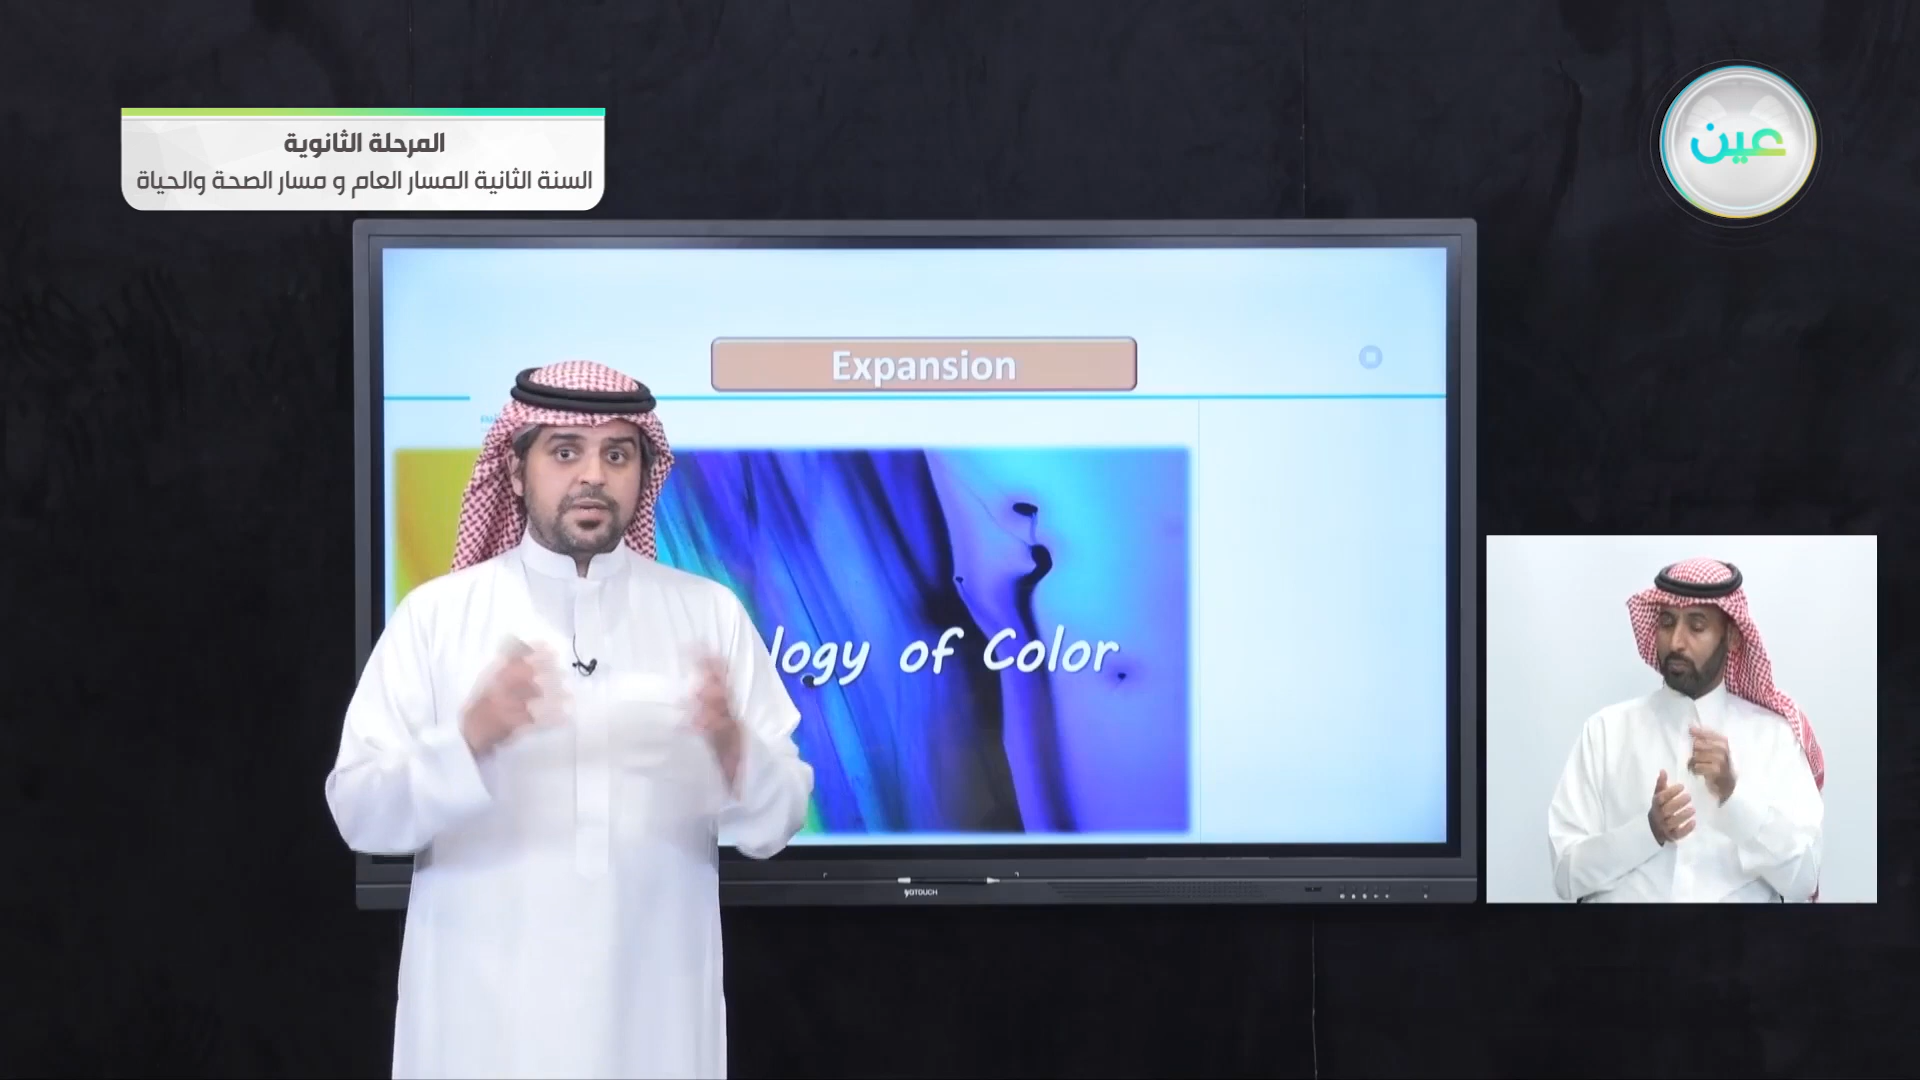 المرحلة الثانوية
السنة الثانية المسار العام و مسار الصحة والحياة
عين
Expansion
logy of Color